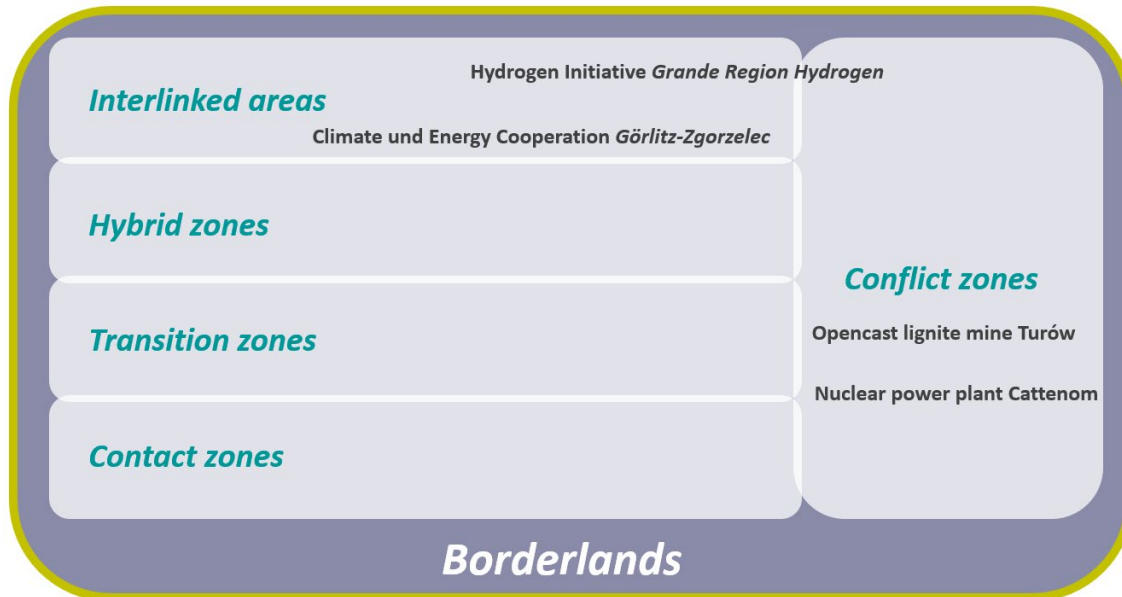 Hydrogen Initiative Grande Region Hydrogen
Interlinked areas
Climate und Energy Cooperation Görlitz-Zgorzelec
Hybrid zones
Conflict zones
Transition zones
Opencast lignite mine Turów
Nuclear power plant Cattenom
Contact zones
Borderlands